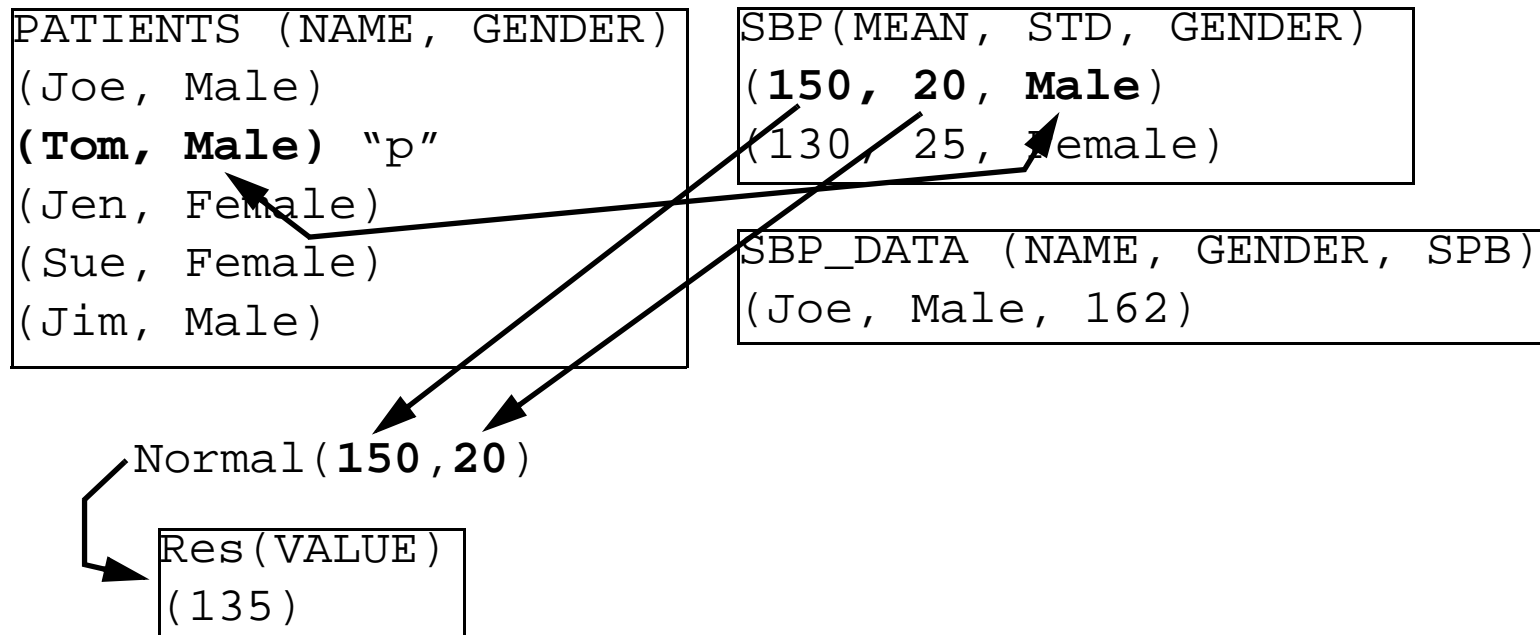 PATIENTS (NAME, GENDER)
(Joe, Male)
(Tom, Male) “p”
(Jen, Female)
(Sue, Female)
(Jim, Male)
SBP(MEAN, STD, GENDER)
(150, 20, Male)
(130, 25, Female)
SBP_DATA (NAME, GENDER, SPB)
(Joe, Male, 162)
Normal(150,20)
Res(VALUE)
(135)